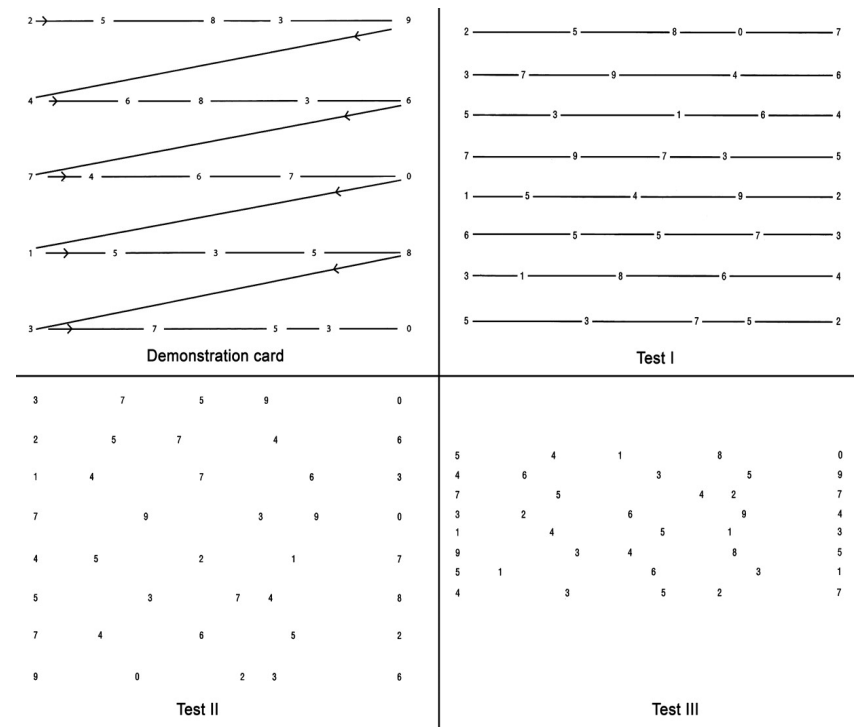 2 5 8 3 9
4 6 8 3 6
7 4 6 7 0
1 5 3 5 8
3 7 5 3 0
Demonstration card
2 5 8 0 7
3 7 9 4 6
5 3 1 6 4
7 9 7 3 5
1 5 4 9 2
6 5 5 7 3
3 1 8 6 4
5 3 7 5 2
Test I
3 7 5 9 0
2 5 7 4 6
1 4 7 6 3
7 9 3 9 0
4 5 2 1 7
5 3 7 4 8
7 4 6 5 2
9 0 2 3 6
Test II
5 4 1 8 0
4 6 3 5 9
7 5 4 2 7
3 2 6 9 4
1 4 5 1 3
9 3 4 8 5
5 1 6 3 1
4 3 5 2 7
Test III